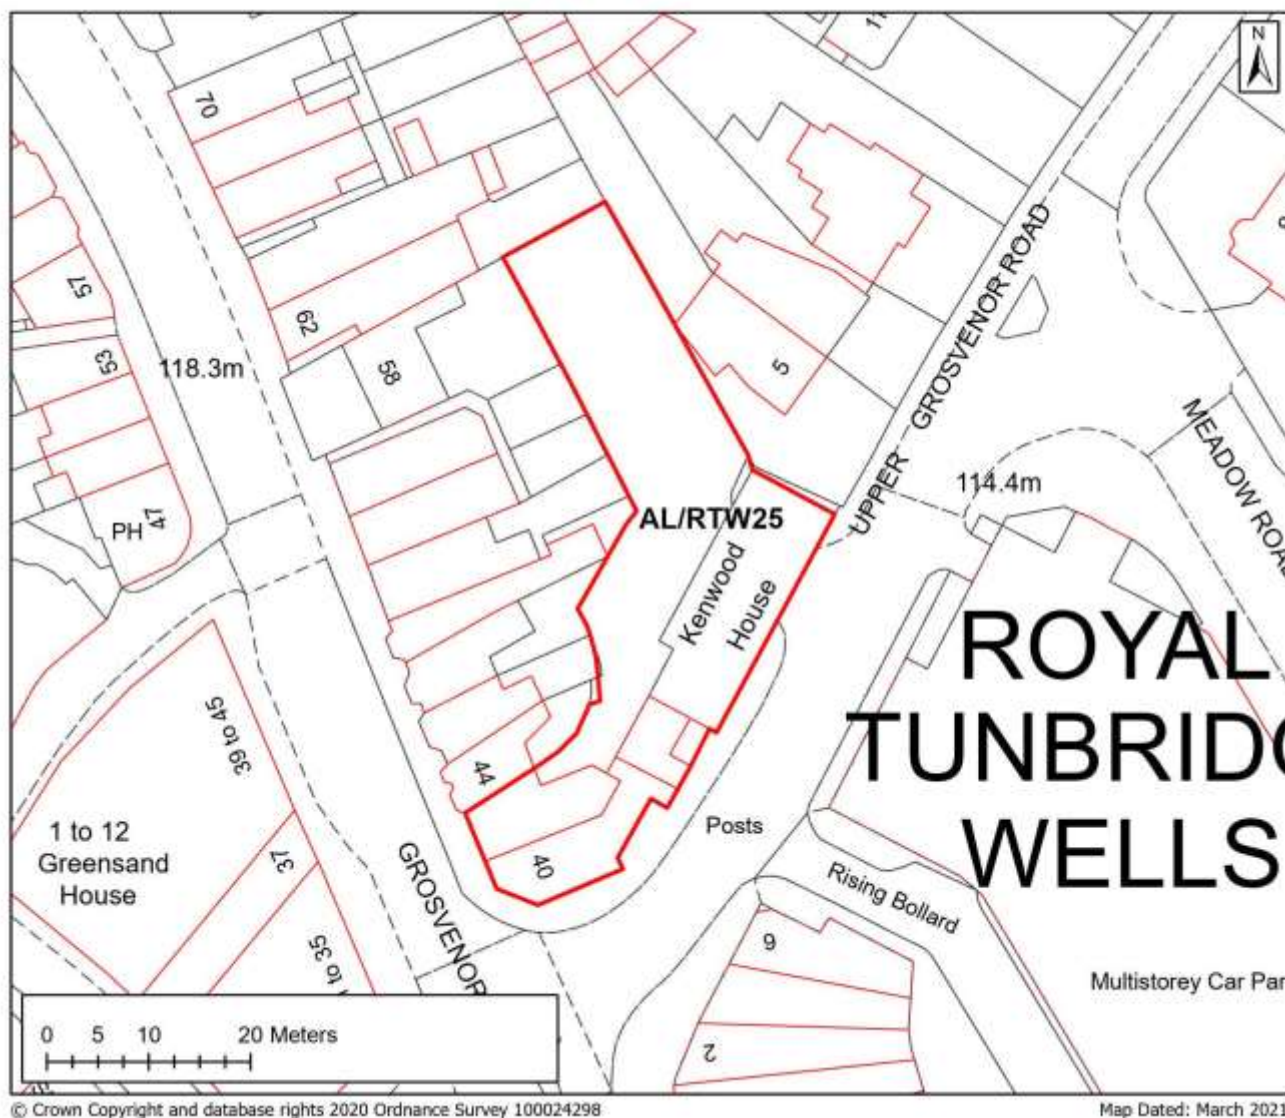 N
70
57
53
118.3m
62
58
5
UPPER GROSVENOR ROAD
MEADOW ROAD
114.4m
PH
47
AL/RTW25
Kenwood
House
ROYAL
TUNBRIDG
WELLS
39 to 45
44
40
1 to 12
Greensand
House
37
GROSVENOR
to 35
Posts
Rising Bollard
6
2
Multistorey Car Par
0 5 10 20 Meters
© Crown Copyright and database rights 2020 Ordnance Survey 100024298
Map Dated: March 2021